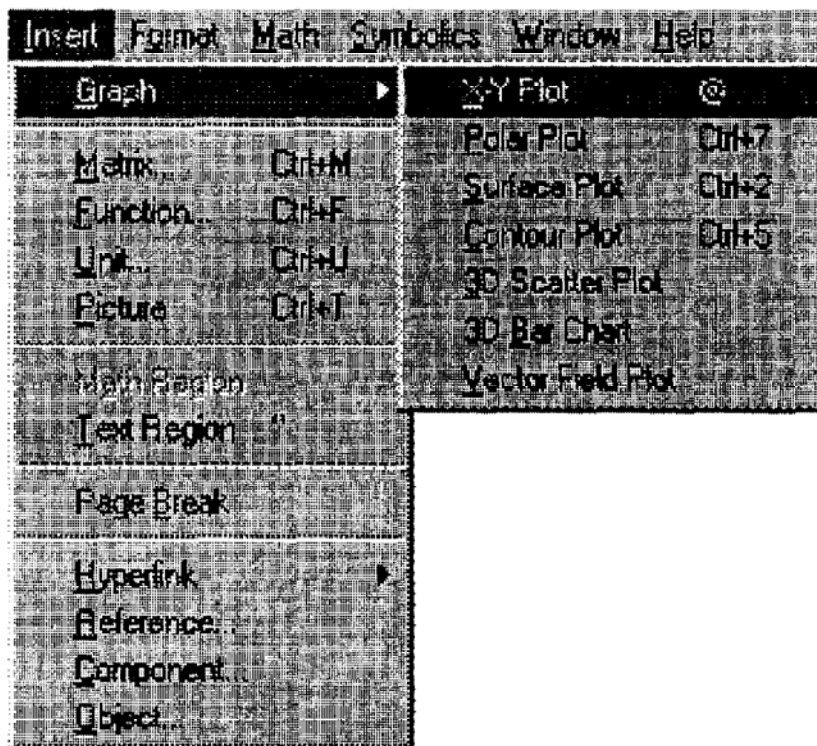 Insert Format Math Symbolics Window Help
Graph
Matrix... Ctrl+M
Function... Ctrl+F
Unit... Ctrl+U
Picture Ctrl+T
Math Region
Text Region "
Page Break
Hyperlink
Reference...
Component...
Object...
X-Y Plot @
Polar Plot Ctrl+7
Surface Plot Ctrl+2
Contour Plot Ctrl+5
3D Scatter Plot
3D Bar Chart
Vector Field Plot